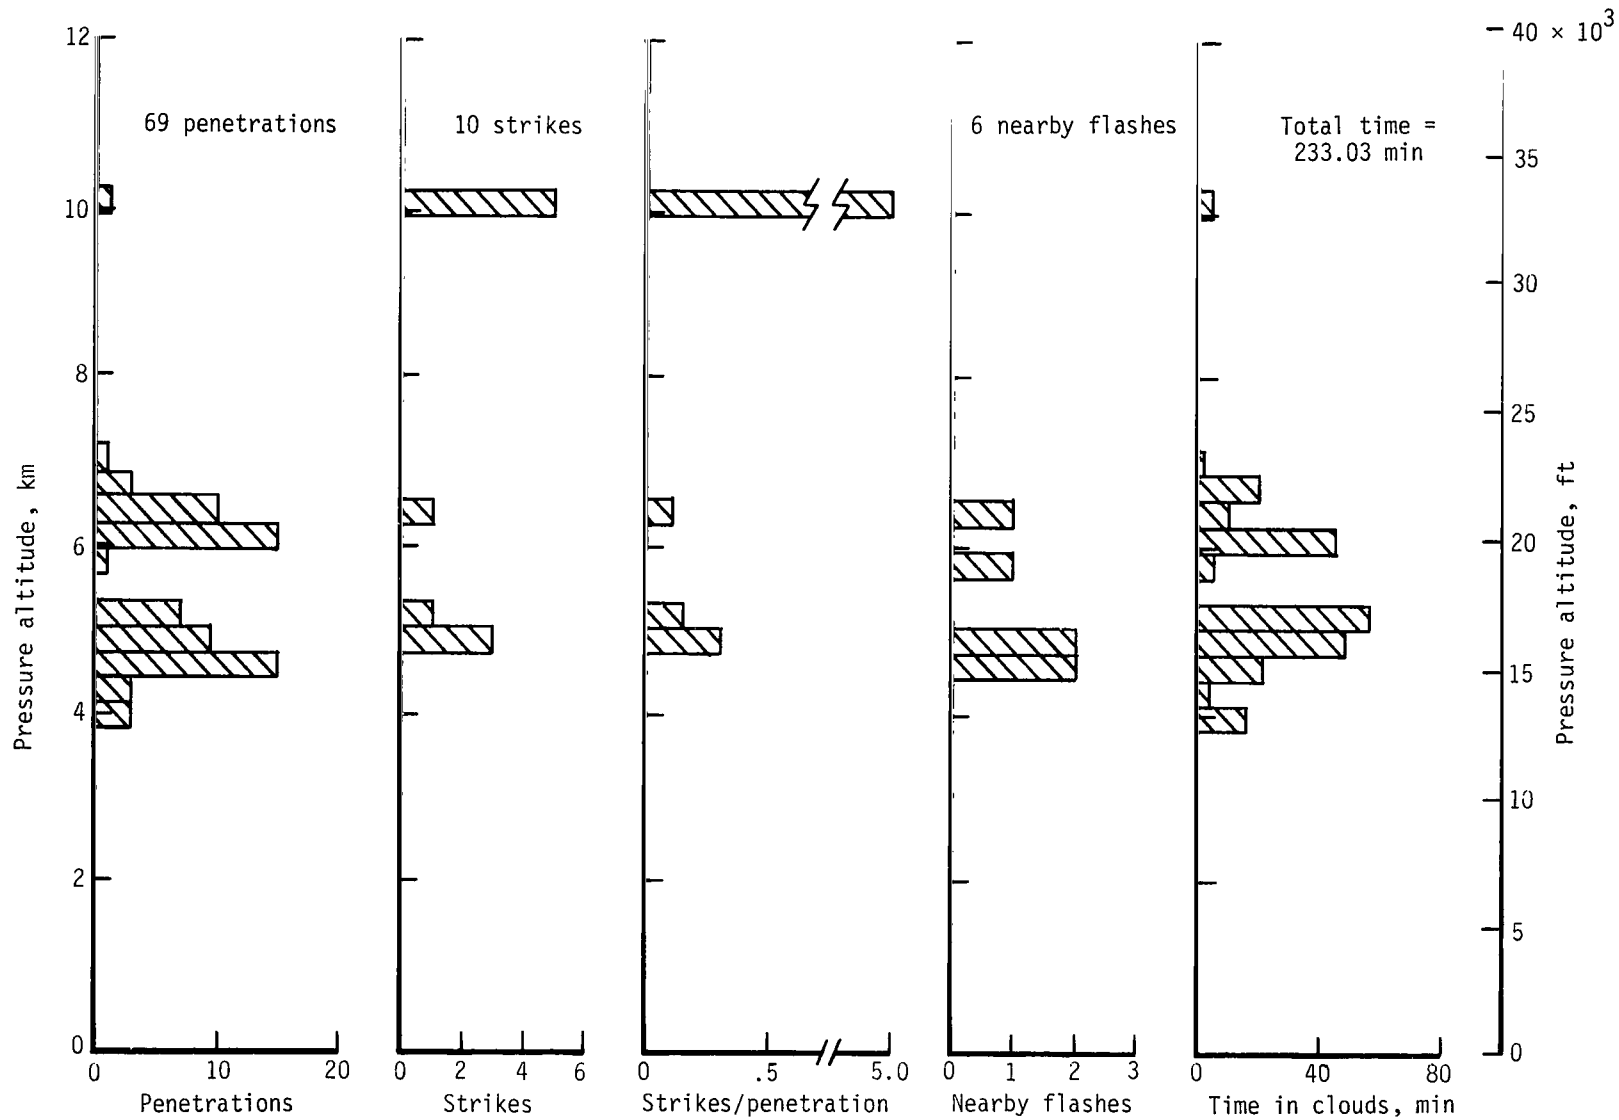 12
10
8
6
4
2
0
Pressure altitude, km
69 penetrations
0 10 20
Penetrations
10 strikes
0 2 4 6
Strikes
0 .5 5.0
Strikes/penetration
6 nearby flashes
0 1 2 3
Nearby flashes
Total time =
233.03 min
0 40 80
Time in clouds, min
40 × 10³
35
30
25
20
15
10
5
0
Pressure altitude, ft